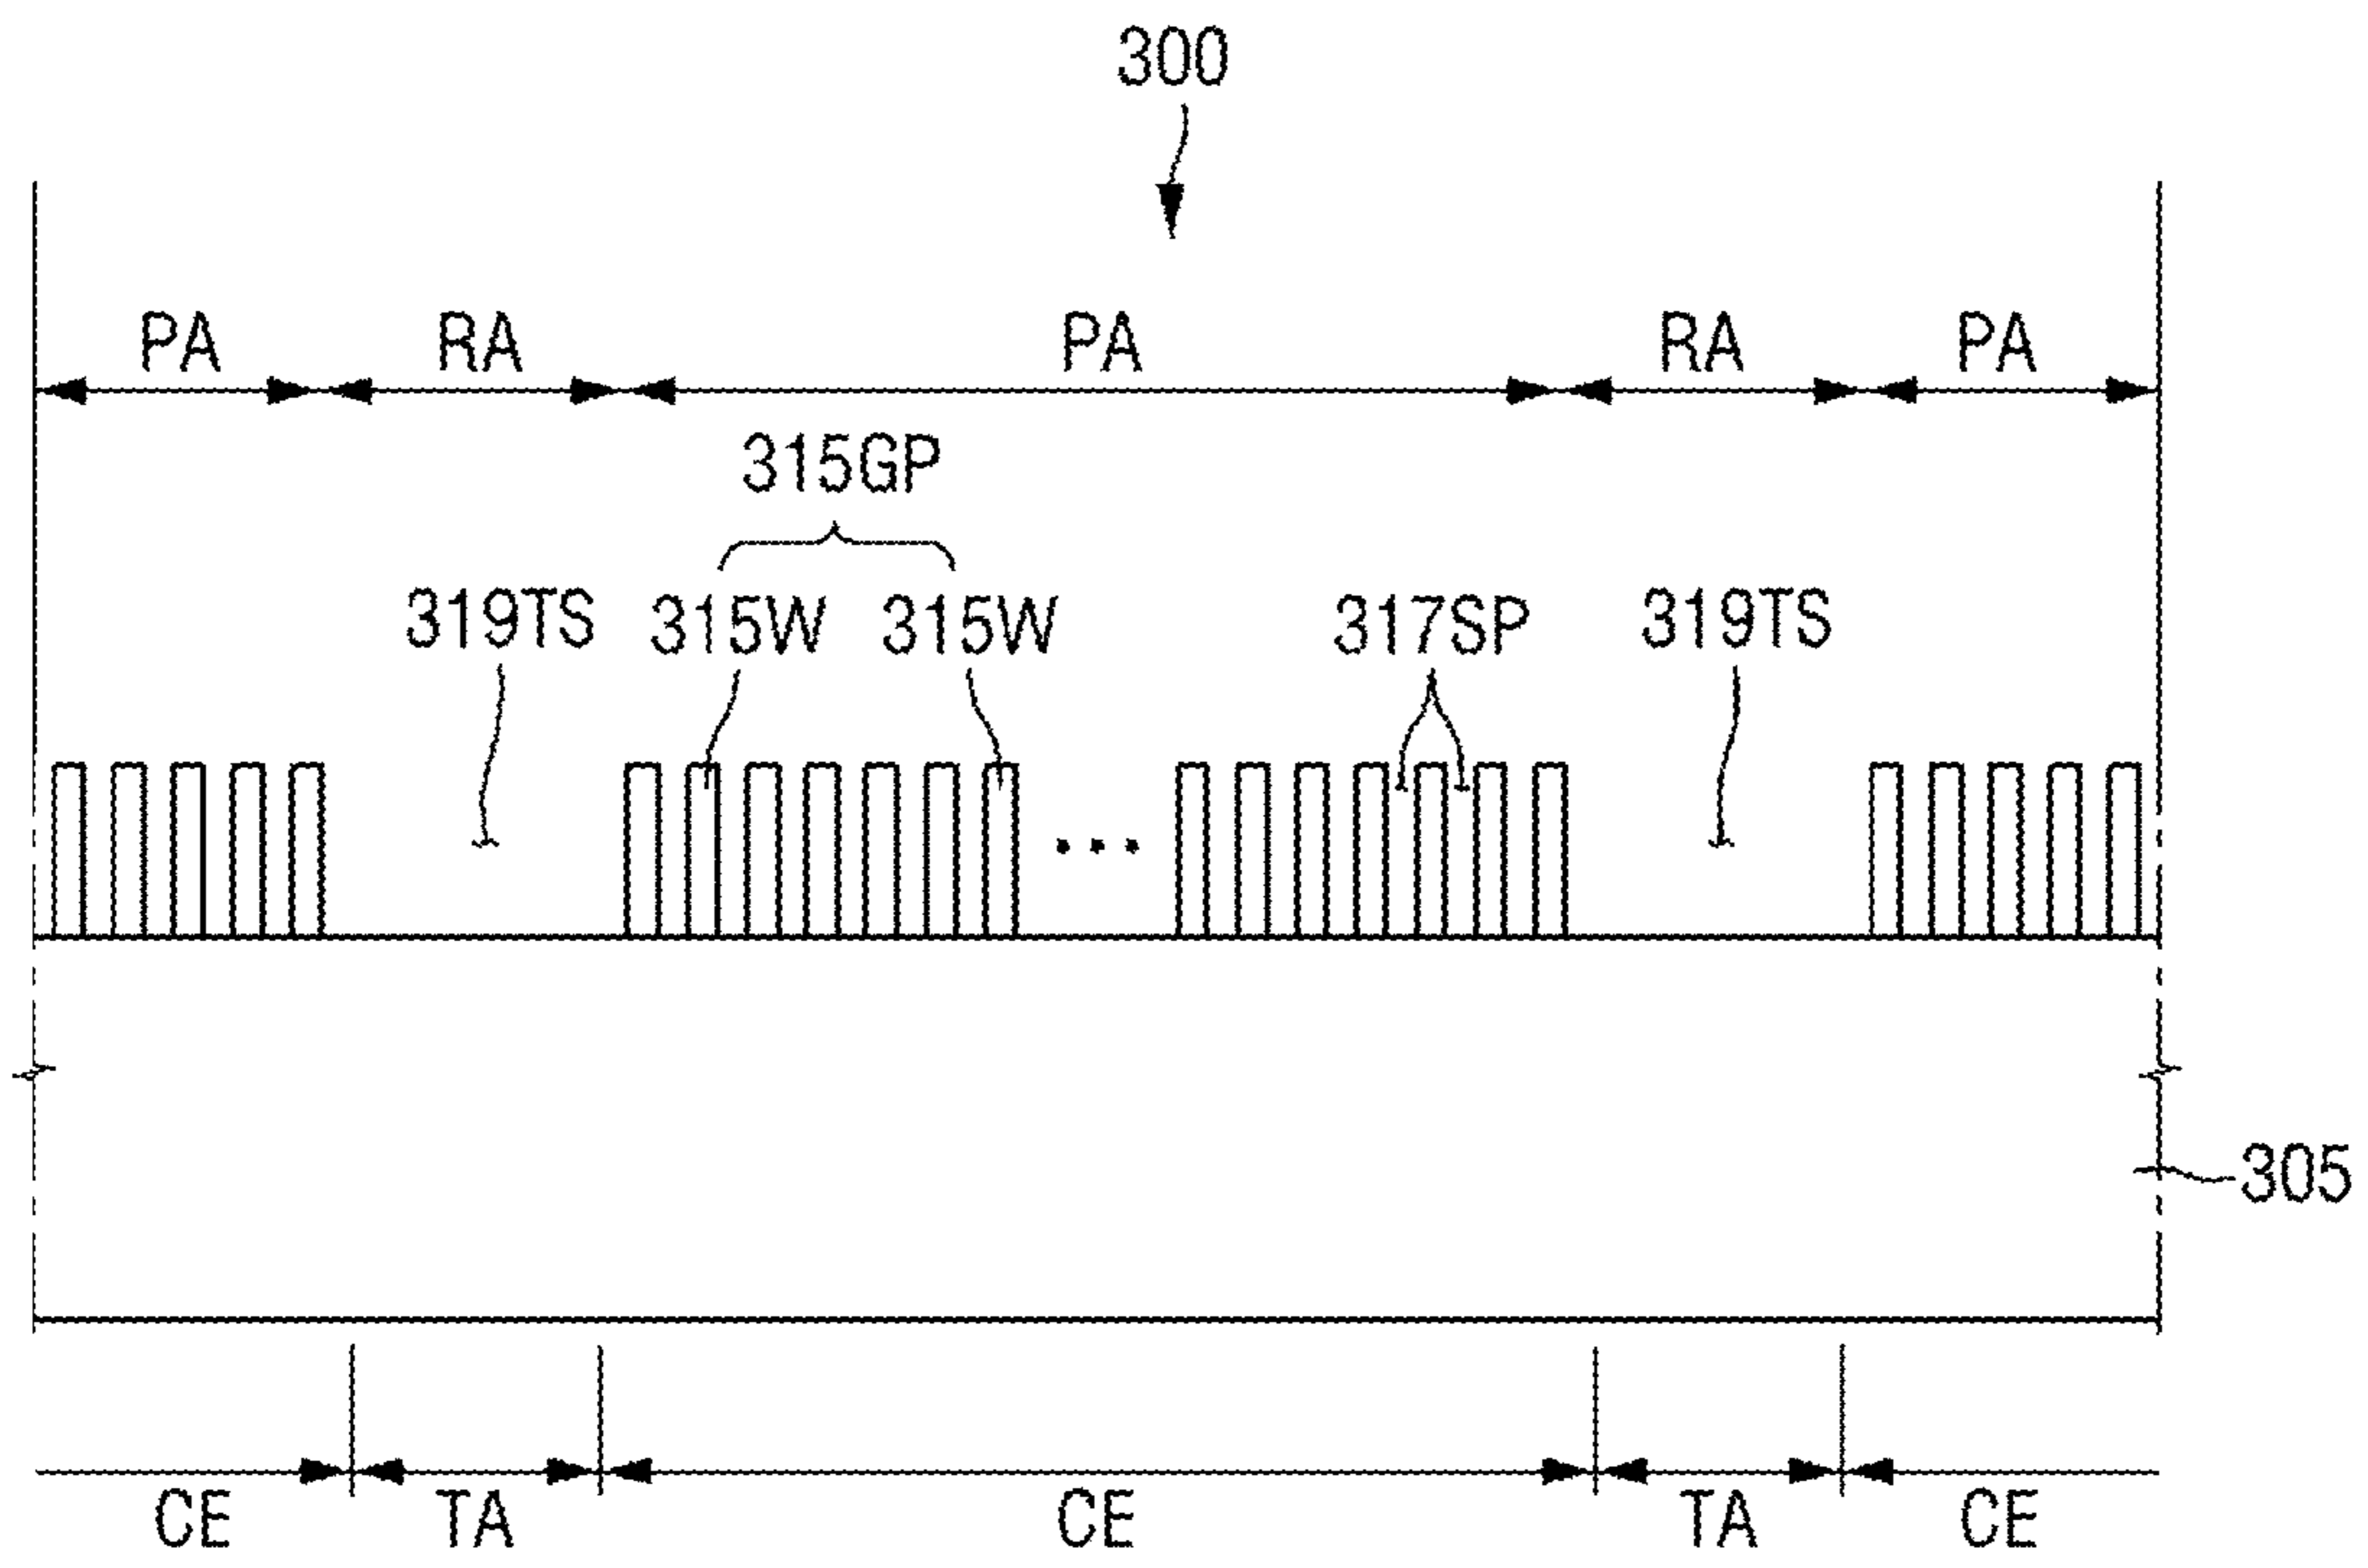 300
PA RA PA RA PA
315GP
319TS 315W 315W 317SP 319TS
305
CE TA CE TA CE